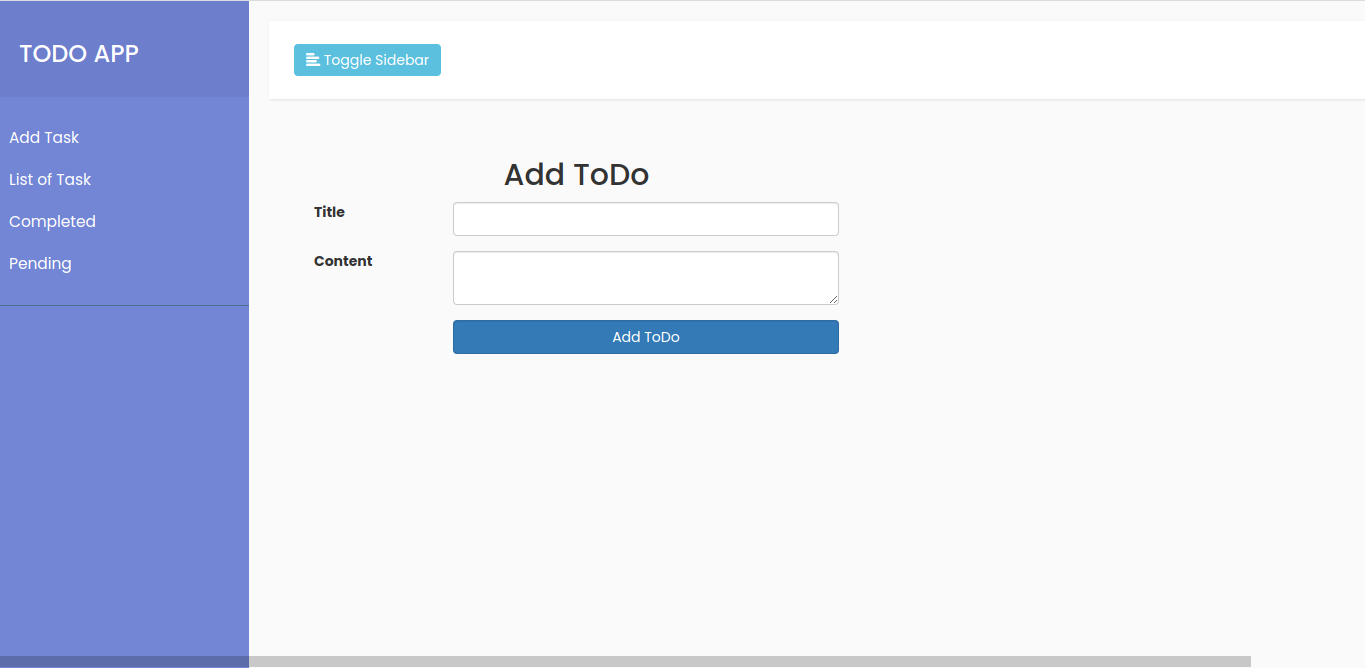 TODO APP
Toggle Sidebar
Add Task
List of Task
Completed
Pending
Add ToDo
Title
Content
Add ToDo